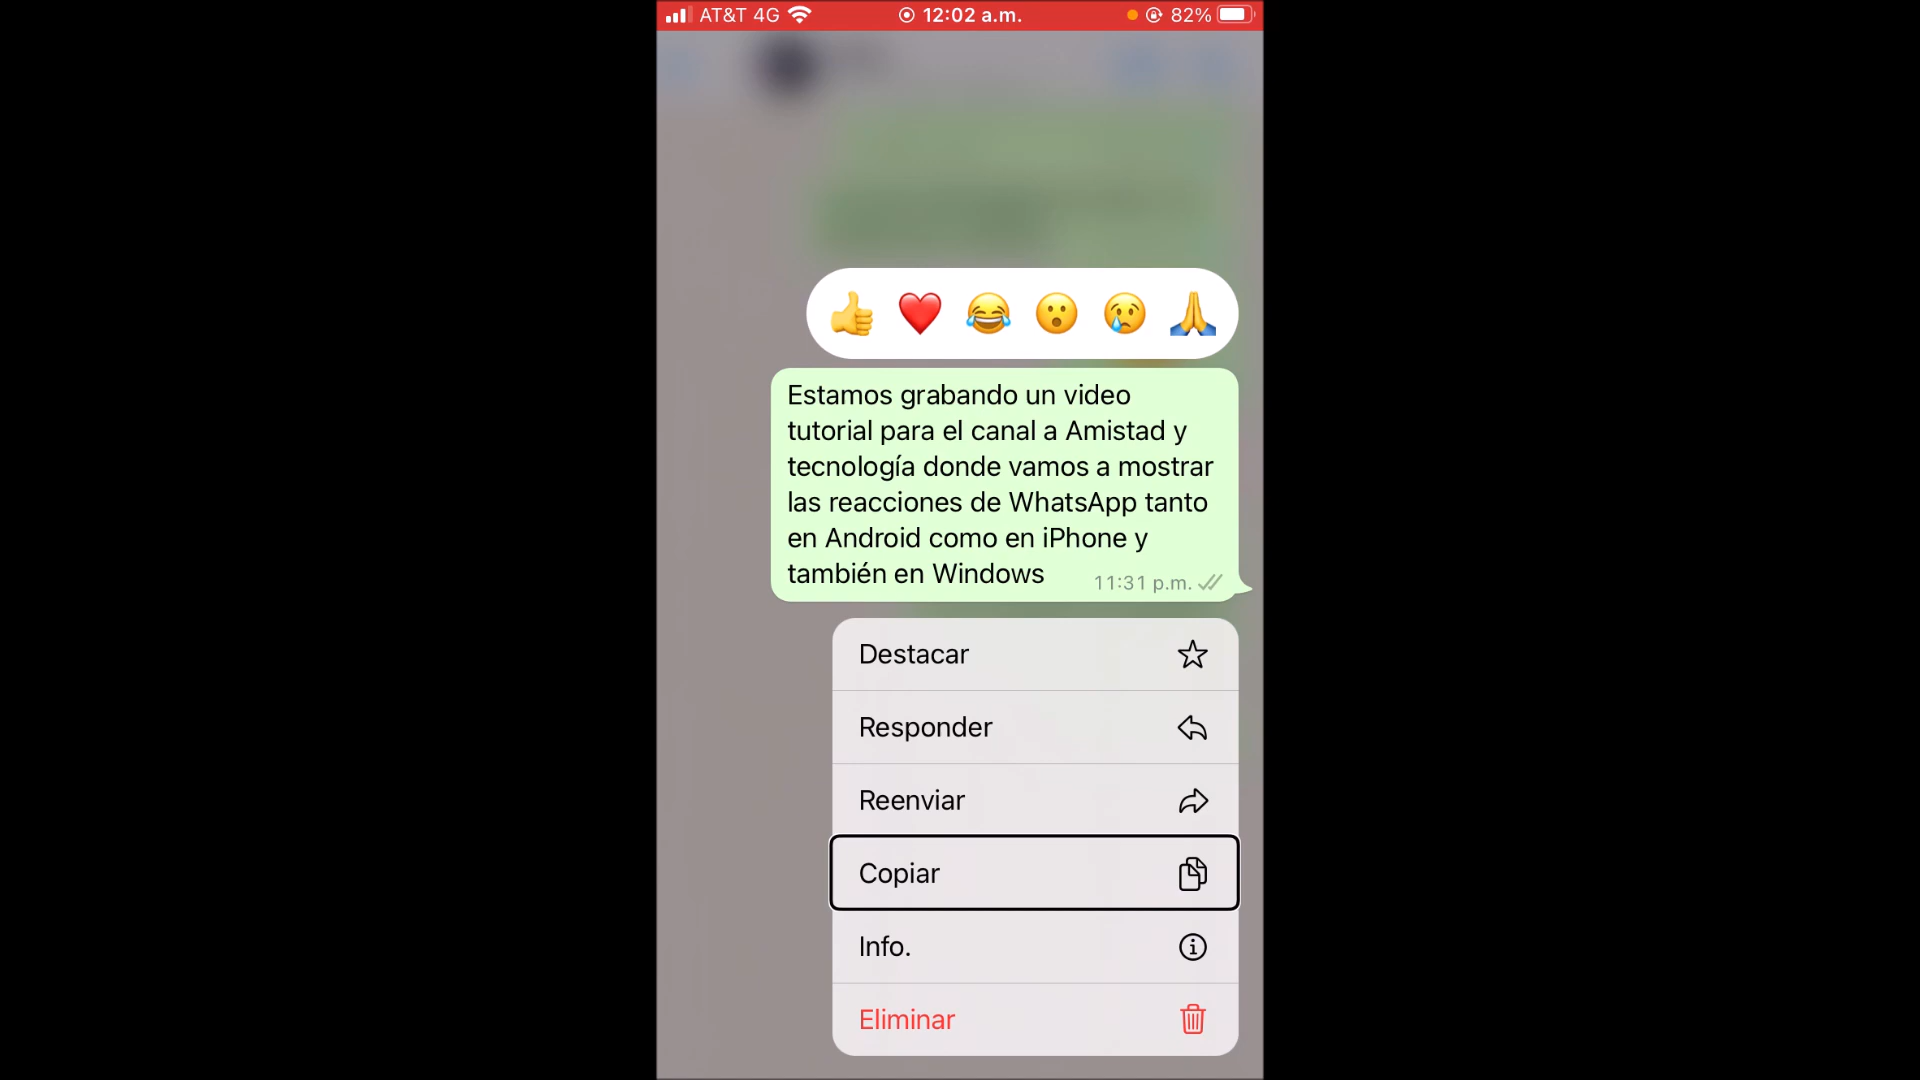 AT&T 4G 12:02 a.m. 82%
Estamos grabando un video
tutorial para el canal a Amistad y
tecnología donde vamos a mostrar
las reacciones de WhatsApp tanto
en Android como en iPhone y
también en Windows 11:31 p.m.
Destacar
Responder
Reenviar
Copiar
Info.
Eliminar